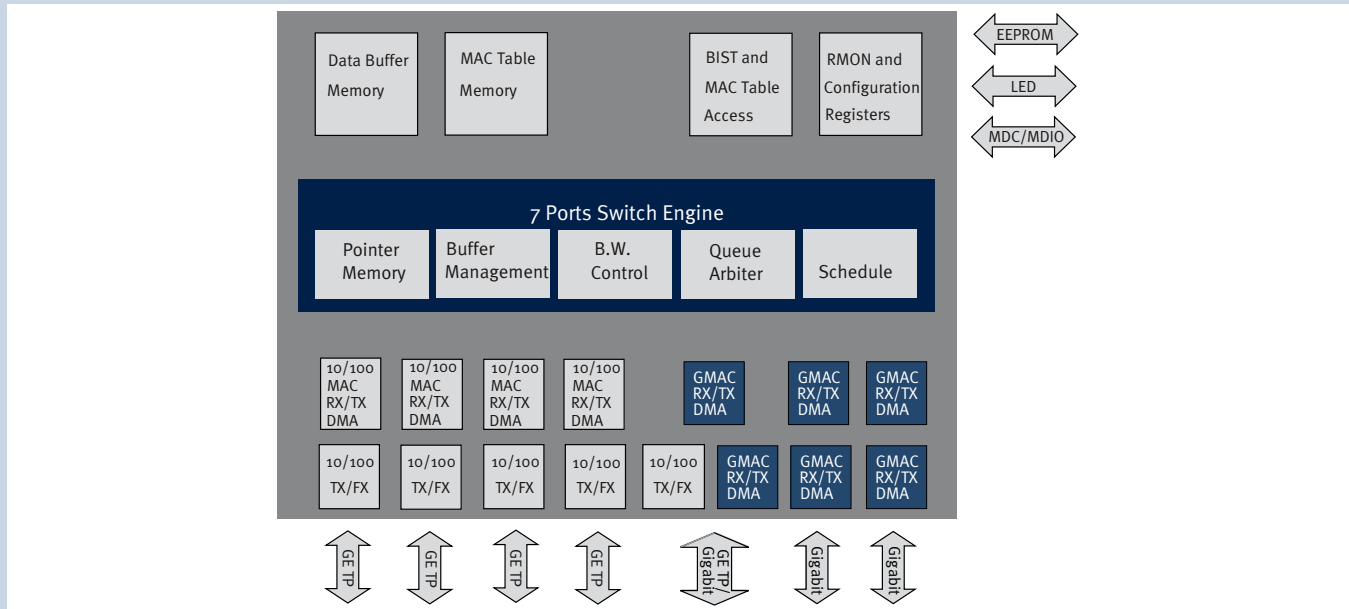 Data Buffer
Memory
MAC Table
Memory
BIST and
MAC Table
Access
RMON and
Configuration
Registers
EEPROM
LED
MDC/MDIO
7 Ports Switch Engine
Pointer
Memory
Buffer
Management
B.W.
Control
Queue
Arbiter
Schedule
10/100
MAC
RX/TX
DMA
10/100
MAC
RX/TX
DMA
10/100
MAC
RX/TX
DMA
10/100
MAC
RX/TX
DMA
GMAC
RX/TX
DMA
GMAC
RX/TX
DMA
GMAC
RX/TX
DMA
10/100
TX/FX
10/100
TX/FX
10/100
TX/FX
10/100
TX/FX
10/100
TX/FX
GMAC
RX/TX
DMA
GMAC
RX/TX
DMA
GMAC
RX/TX
DMA
GE TP
GE TP
GE TP
GE TP
GE TP/
Gigabit
Gigabit
Gigabit